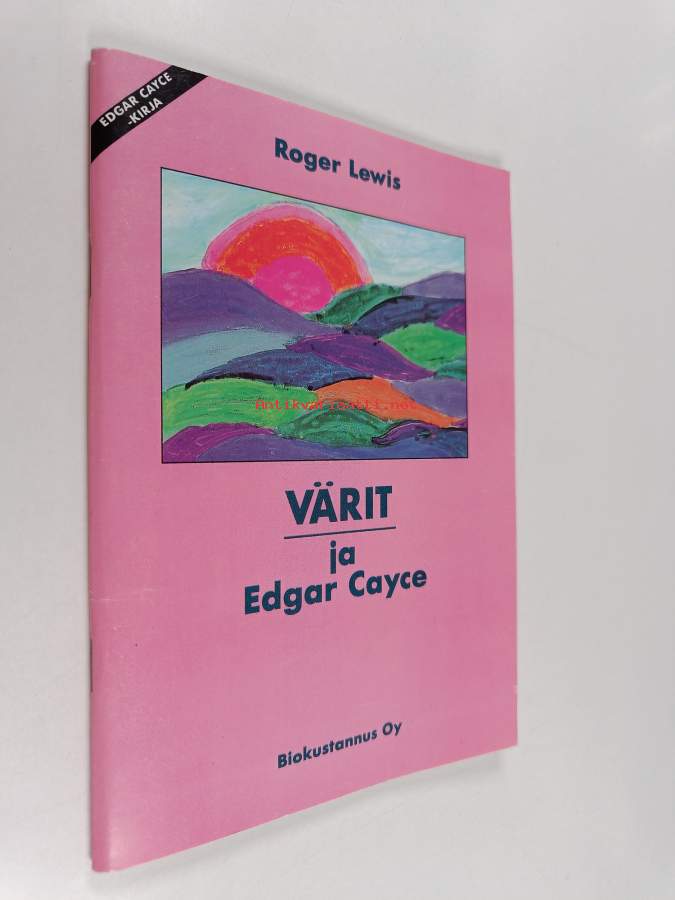 EDGAR CAYCE
-KIRJA
Roger Lewis
antikvariaatti.net
VÄRIT
ja
Edgar Cayce
Biokustannus Oy